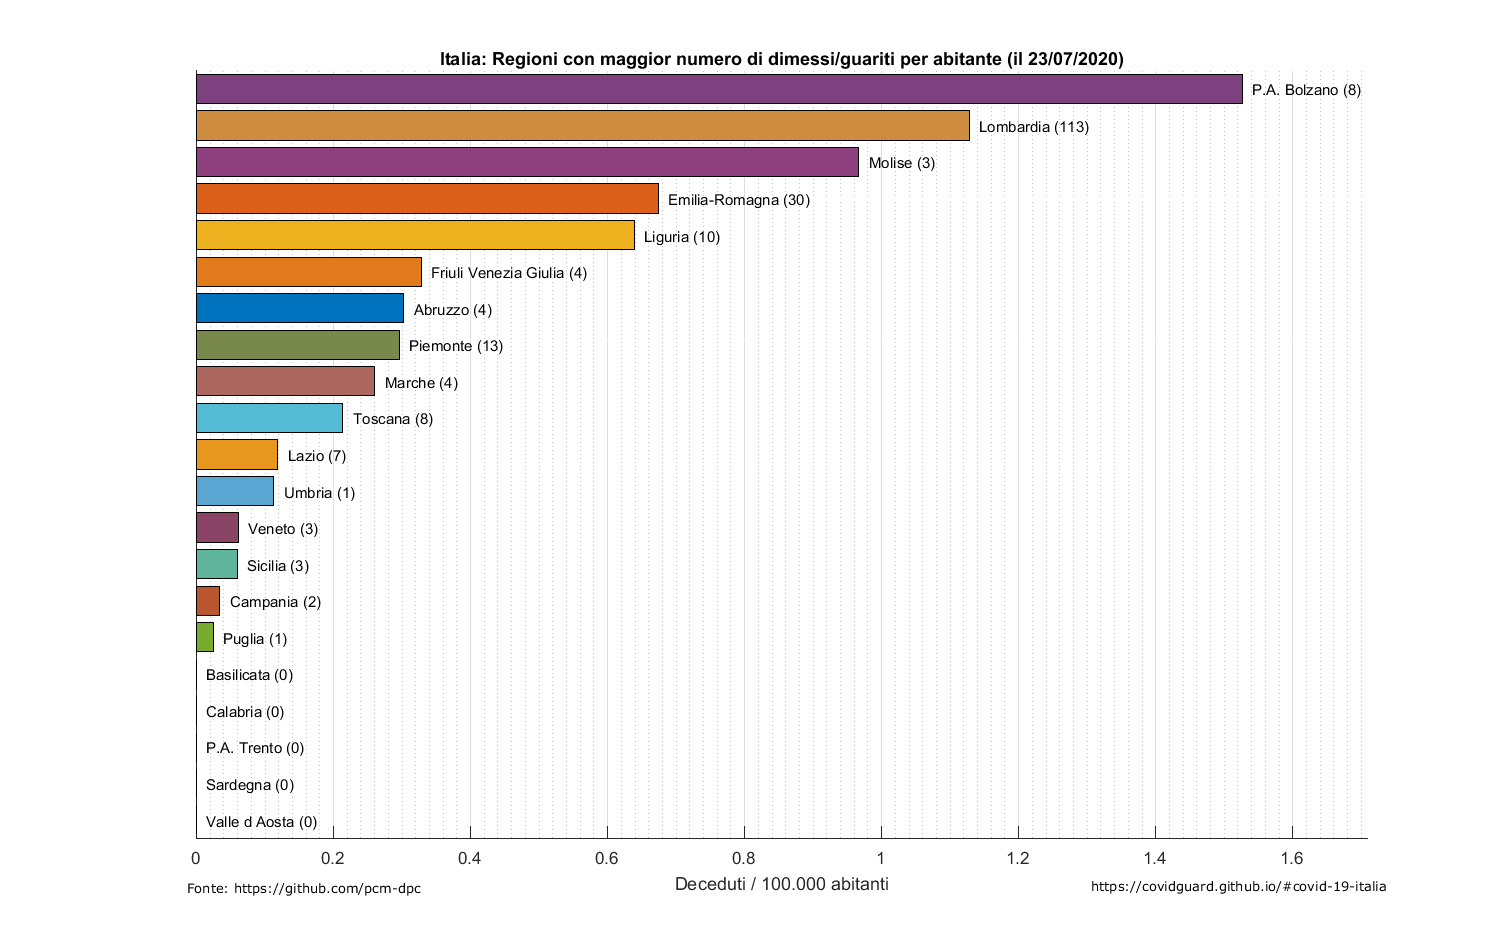 Italia: Regioni con maggior numero di dimessi/guariti per abitante (il 23/07/2020)
P.A. Bolzano (8)
Lombardia (113)
Molise (3)
Emilia-Romagna (30)
Liguria (10)
Friuli Venezia Giulia (4)
Abruzzo (4)
Piemonte (13)
Marche (4)
Toscana (8)
Lazio (7)
Umbria (1)
Veneto (3)
Sicilia (3)
Campania (2)
Puglia (1)
Basilicata (0)
Calabria (0)
P.A. Trento (0)
Sardegna (0)
Valle d Aosta (0)
0 0.2 0.4 0.6 0.8 1 1.2 1.4 1.6
Deceduti / 100.000 abitanti
Fonte: https://github.com/pcm-dpc
https://covidguard.github.io/#covid-19-italia